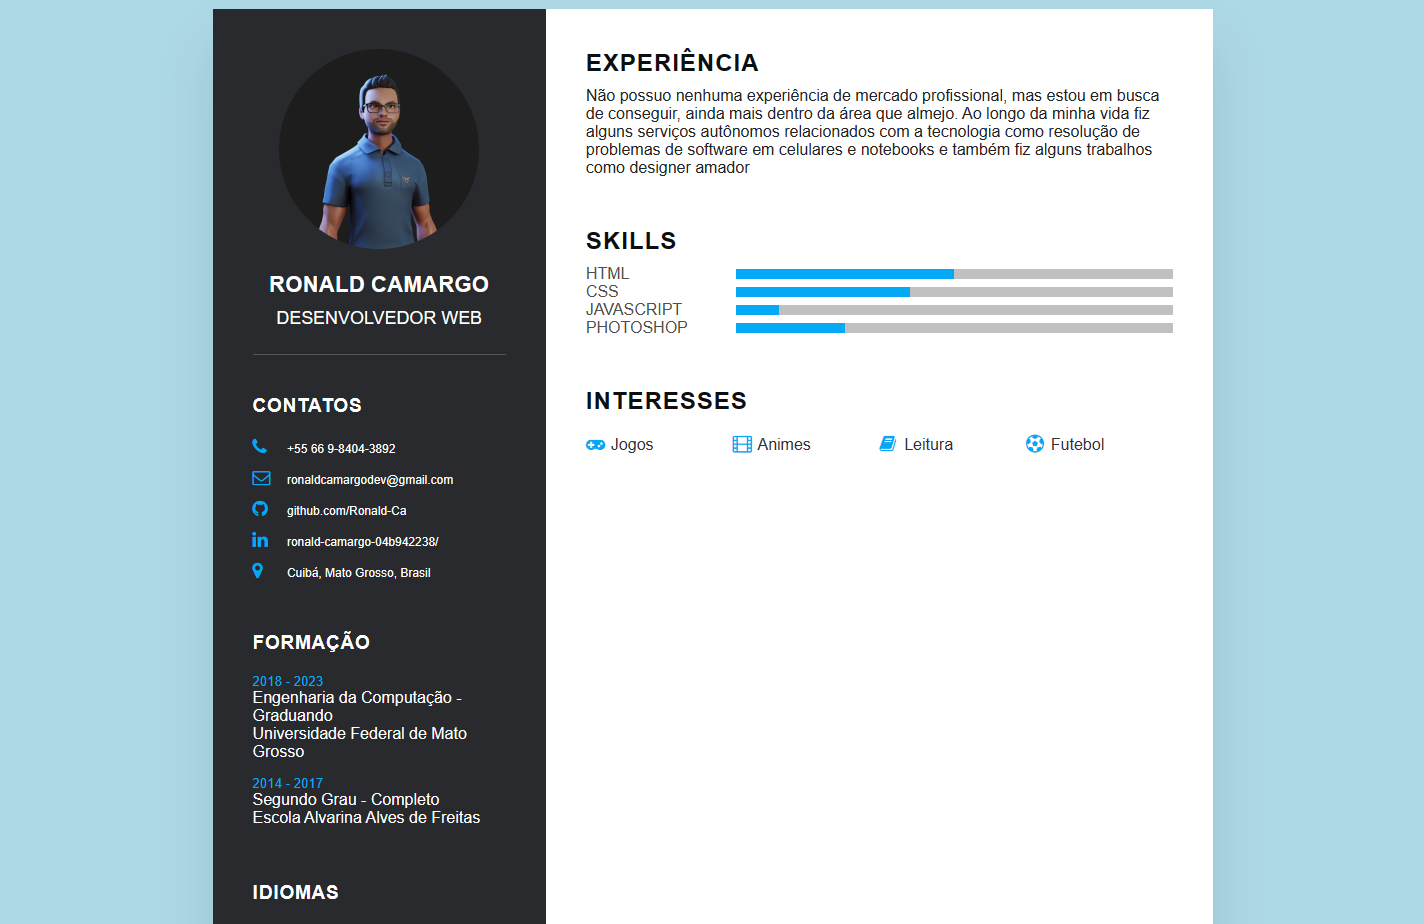 RONALD CAMARGO
DESENVOLVEDOR WEB
CONTATOS
+55 66 9-8404-3892
ronaldcamargodev@gmail.com
github.com/Ronald-Ca
ronald-camargo-04b942238/
Cuibá, Mato Grosso, Brasil
FORMAÇÃO
2018 - 2023
Engenharia da Computação -
Graduando
Universidade Federal de Mato
Grosso
2014 - 2017
Segundo Grau - Completo
Escola Alvarina Alves de Freitas
IDIOMAS
EXPERIÊNCIA
Não possuo nenhuma experiência de mercado profissional, mas estou em busca
de conseguir, ainda mais dentro da área que almejo. Ao longo da minha vida fiz
alguns serviços autônomos relacionados com a tecnologia como resolução de
problemas de software em celulares e notebooks e também fiz alguns trabalhos
como designer amador
SKILLS
HTML
CSS
JAVASCRIPT
PHOTOSHOP
INTERESSES
Jogos Animes Leitura Futebol